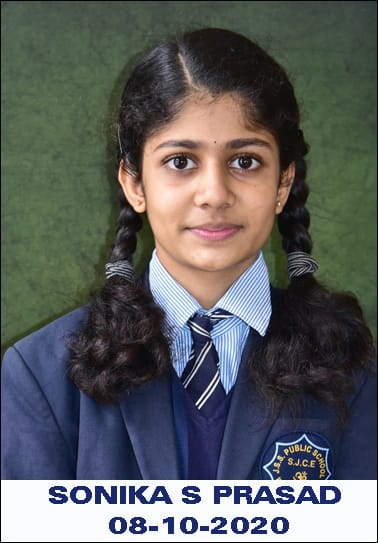 J.S.S. PUBLIC SCHOOL
S.J.C.E
SONIKA S PRASAD
08-10-2020